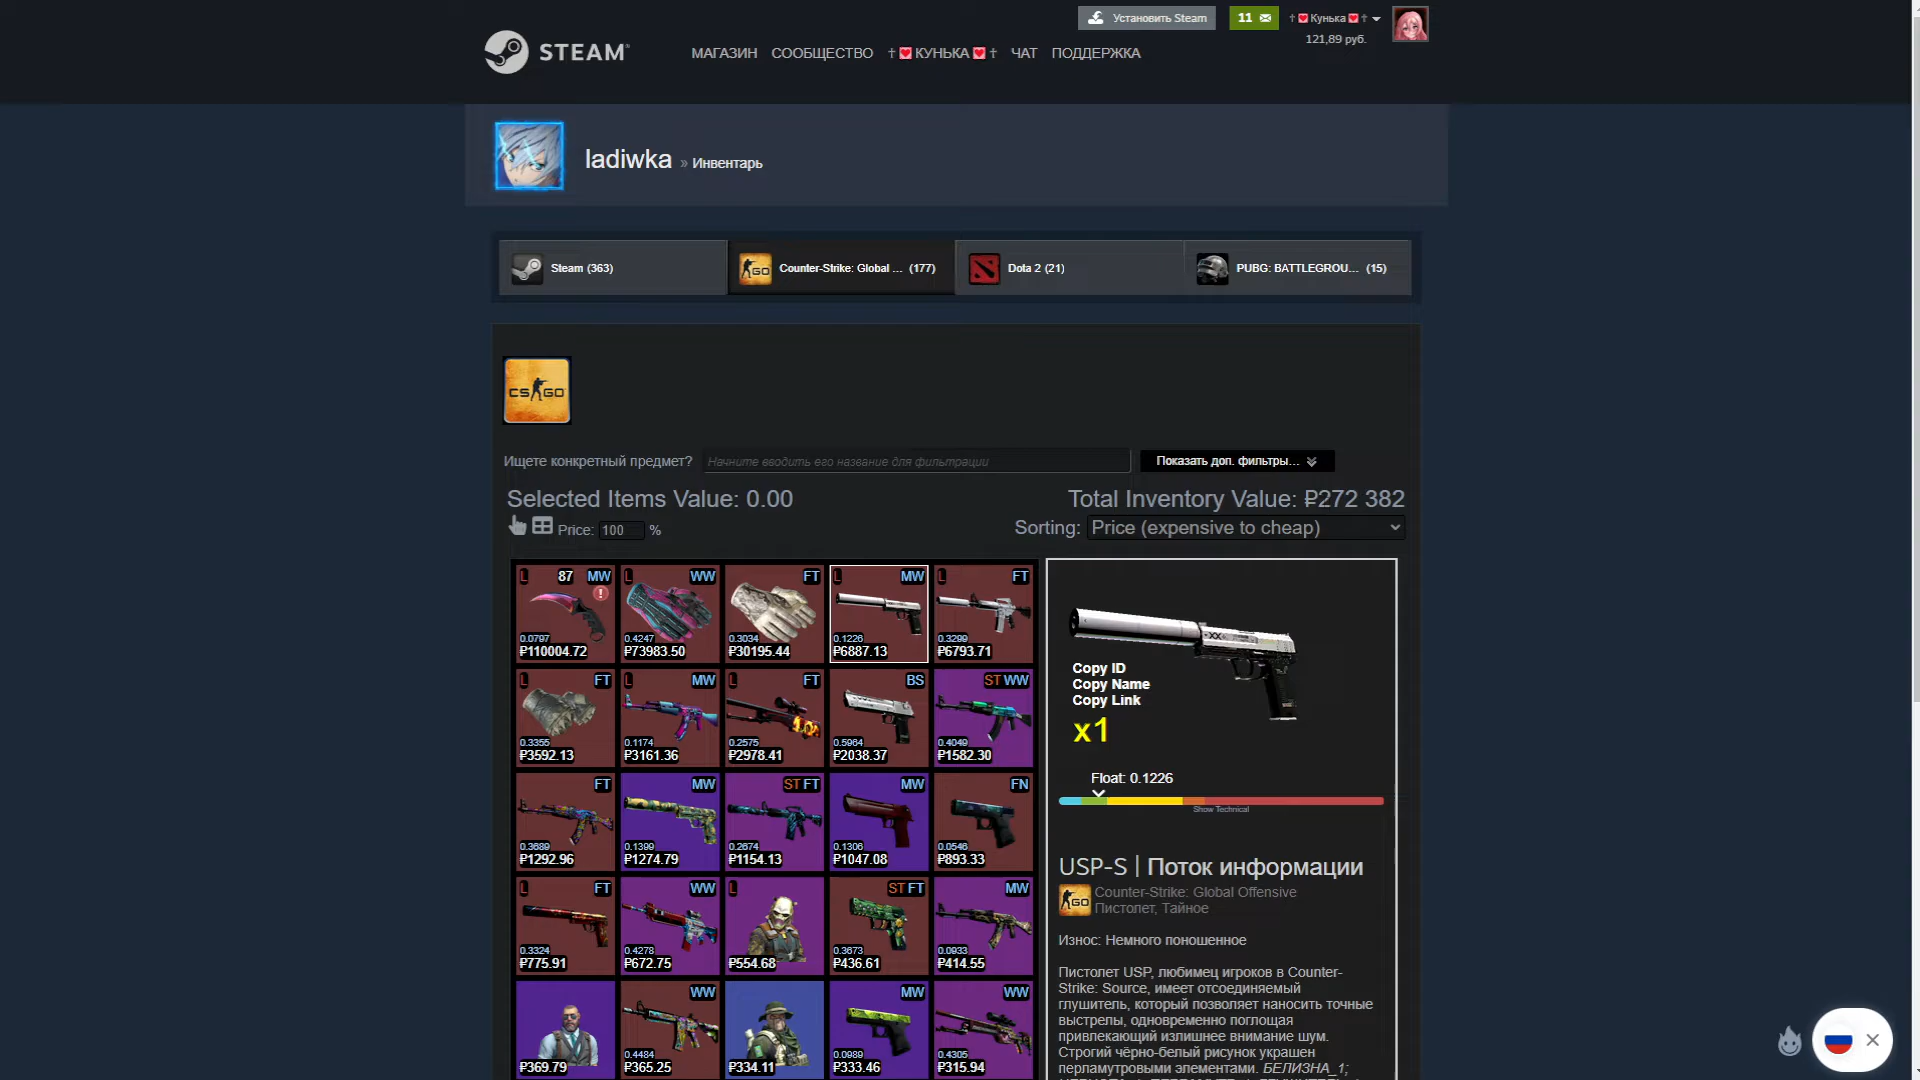 Установить Steam
11
†❤Кунька❤†
121,89 руб.
STEAM®
МАГАЗИН СООБЩЕСТВО †❤КУНЬКА❤† ЧАТ ПОДДЕРЖКА
ladiwka » Инвентарь
Steam (363)
Counter-Strike: Global ... (177)
Dota 2 (21)
PUBG: BATTLEGROU... (15)
CS GO
Ищете конкретный предмет?
Начните вводить его название для фильтрации
Показать доп. фильтры...
Selected Items Value: 0.00
Total Inventory Value: ₽272 382
Price: 100 %
Sorting: Price (expensive to cheap)
L 87 MW
0.0797
₽110004.72
L WW
0.4247
₽73983.50
FT
0.3034
₽30195.44
L MW
0.1226
₽6887.13
L FT
0.3299
₽6793.71
L FT
0.3355
₽3592.13
L MW
0.1174
₽3161.36
L FT
0.2575
₽2978.41
BS
0.5964
₽2038.37
ST WW
0.4049
₽1582.30
FT
0.3689
₽1292.96
MW
0.1399
₽1274.79
ST FT
0.2674
₽1154.13
MW
0.1306
₽1047.08
FN
0.0546
₽893.33
L FT
0.3324
₽775.91
WW
0.4278
₽672.75
L
₽554.68
ST FT
0.3673
₽436.61
MW
0.0933
₽414.55
₽369.79
WW
0.4484
₽365.25
₽334.11
MW
0.0989
₽333.46
WW
0.4305
₽315.94
Copy ID
Copy Name
Copy Link
x1
Float: 0.1226
Show Technical
USP-S | Поток информации
Counter-Strike: Global Offensive
Пистолет, Тайное
Износ: Немного поношенное
Пистолет USP, любимец игроков в Counter-
Strike: Source, имеет отсоединяемый
глушитель, который позволяет наносить точные
выстрелы, одновременно поглощая
привлекающий излишнее внимание шум.
Строгий чёрно-белый рисунок украшен
перламутровыми элементами. БЕЛИЗНА_1;